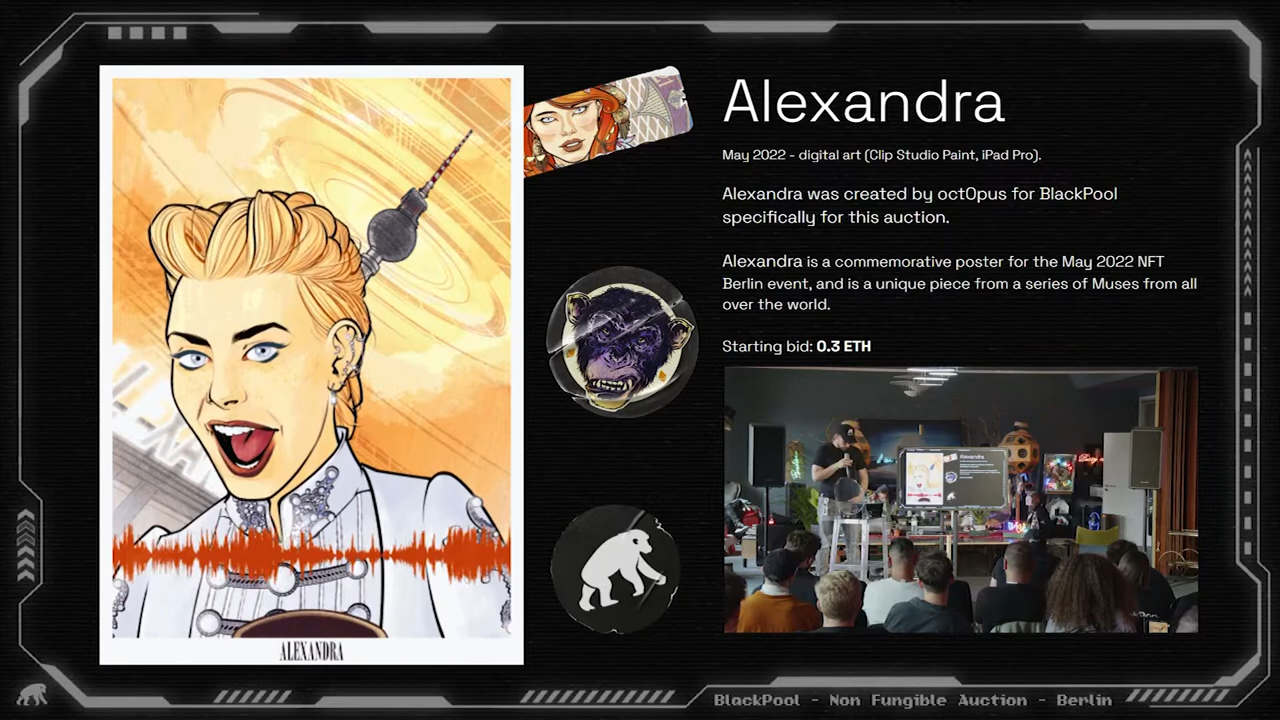 Alexandra
May 2022 - digital art (Clip Studio Paint, iPad Pro).
Alexandra was created by octOpus for BlackPool
specifically for this auction.
Alexandra is a commemorative poster for the May 2022 NFT
Berlin event, and is a unique piece from a series of Muses from all
over the world.
Starting bid: 0.3 ETH
Alexandra
ALEXANDRA
BlackPool - Non Fungible Auction - Berlin